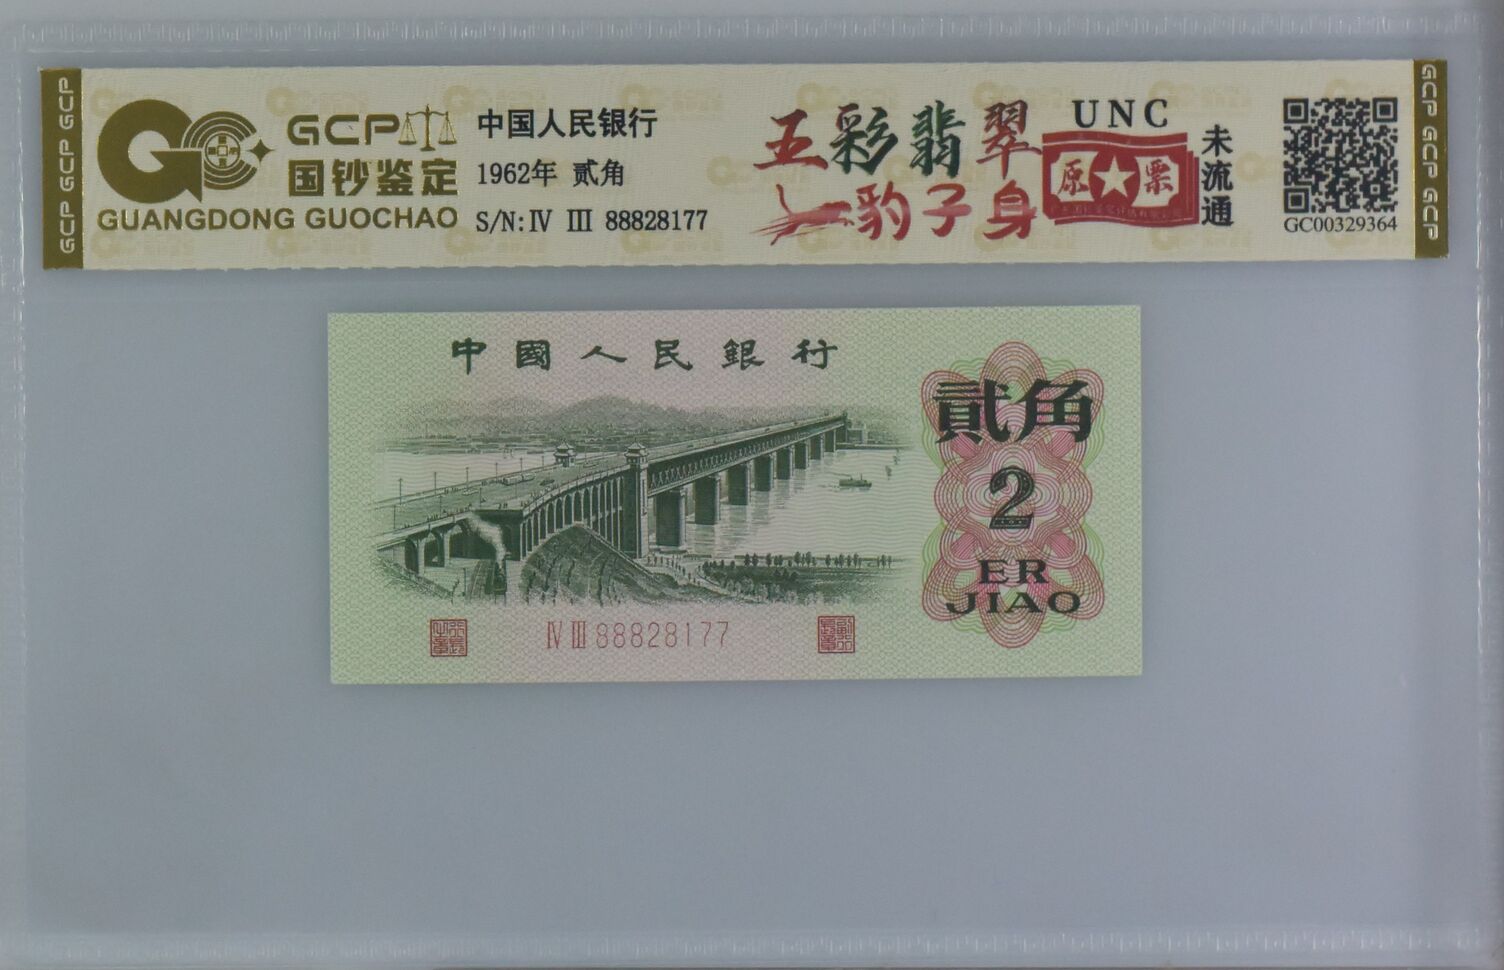 GCP GCP GCP
GCP
国钞鉴定
GUANGDONG GUOCHAO
中国人民银行
1962年 贰角
S/N: Ⅳ Ⅲ 88828177
五彩翡翠
豹子身
UNC
原票
未流通
GC00329364
GCP GCP GCP
中國人民銀行
貳角
2
ER
JIAO
Ⅳ Ⅲ 88828177